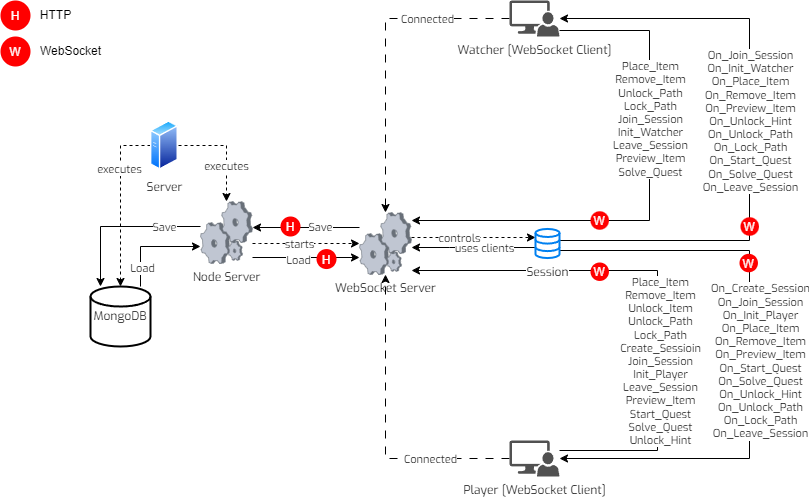 H HTTP
W WebSocket
Connected
Watcher [WebSocket Client]
Place_Item
Remove_Item
Unlock_Path
Lock_Path
Join_Session
Init_Watcher
Leave_Session
Preview_Item
Solve_Quest
On_Join_Session
On_Init_Watcher
On_Place_Item
On_Remove_Item
On_Preview_Item
On_Unlock_Hint
On_Unlock_Path
On_Lock_Path
On_Start_Quest
On_Solve_Quest
On_Leave_Session
W
W
Server
executes
executes
Save
Load
Node Server
MongoDB
H
Save
starts
Load
H
WebSocket Server
controls
uses clients
Session
W
W
Place_Item
Remove_Item
Unlock_Item
Unlock_Path
Lock_Path
Create_Sessioin
Join_Session
Init_Player
Leave_Session
Preview_Item
Start_Quest
Solve_Quest
Unlock_Hint
On_Create_Session
On_Join_Session
On_Init_Player
On_Place_Item
On_Remove_Item
On_Preview_Item
On_Start_Quest
On_Solve_Quest
On_Unlock_Hint
On_Unlock_Path
On_Lock_Path
On_Leave_Session
Connected
Player [WebSocket Client]